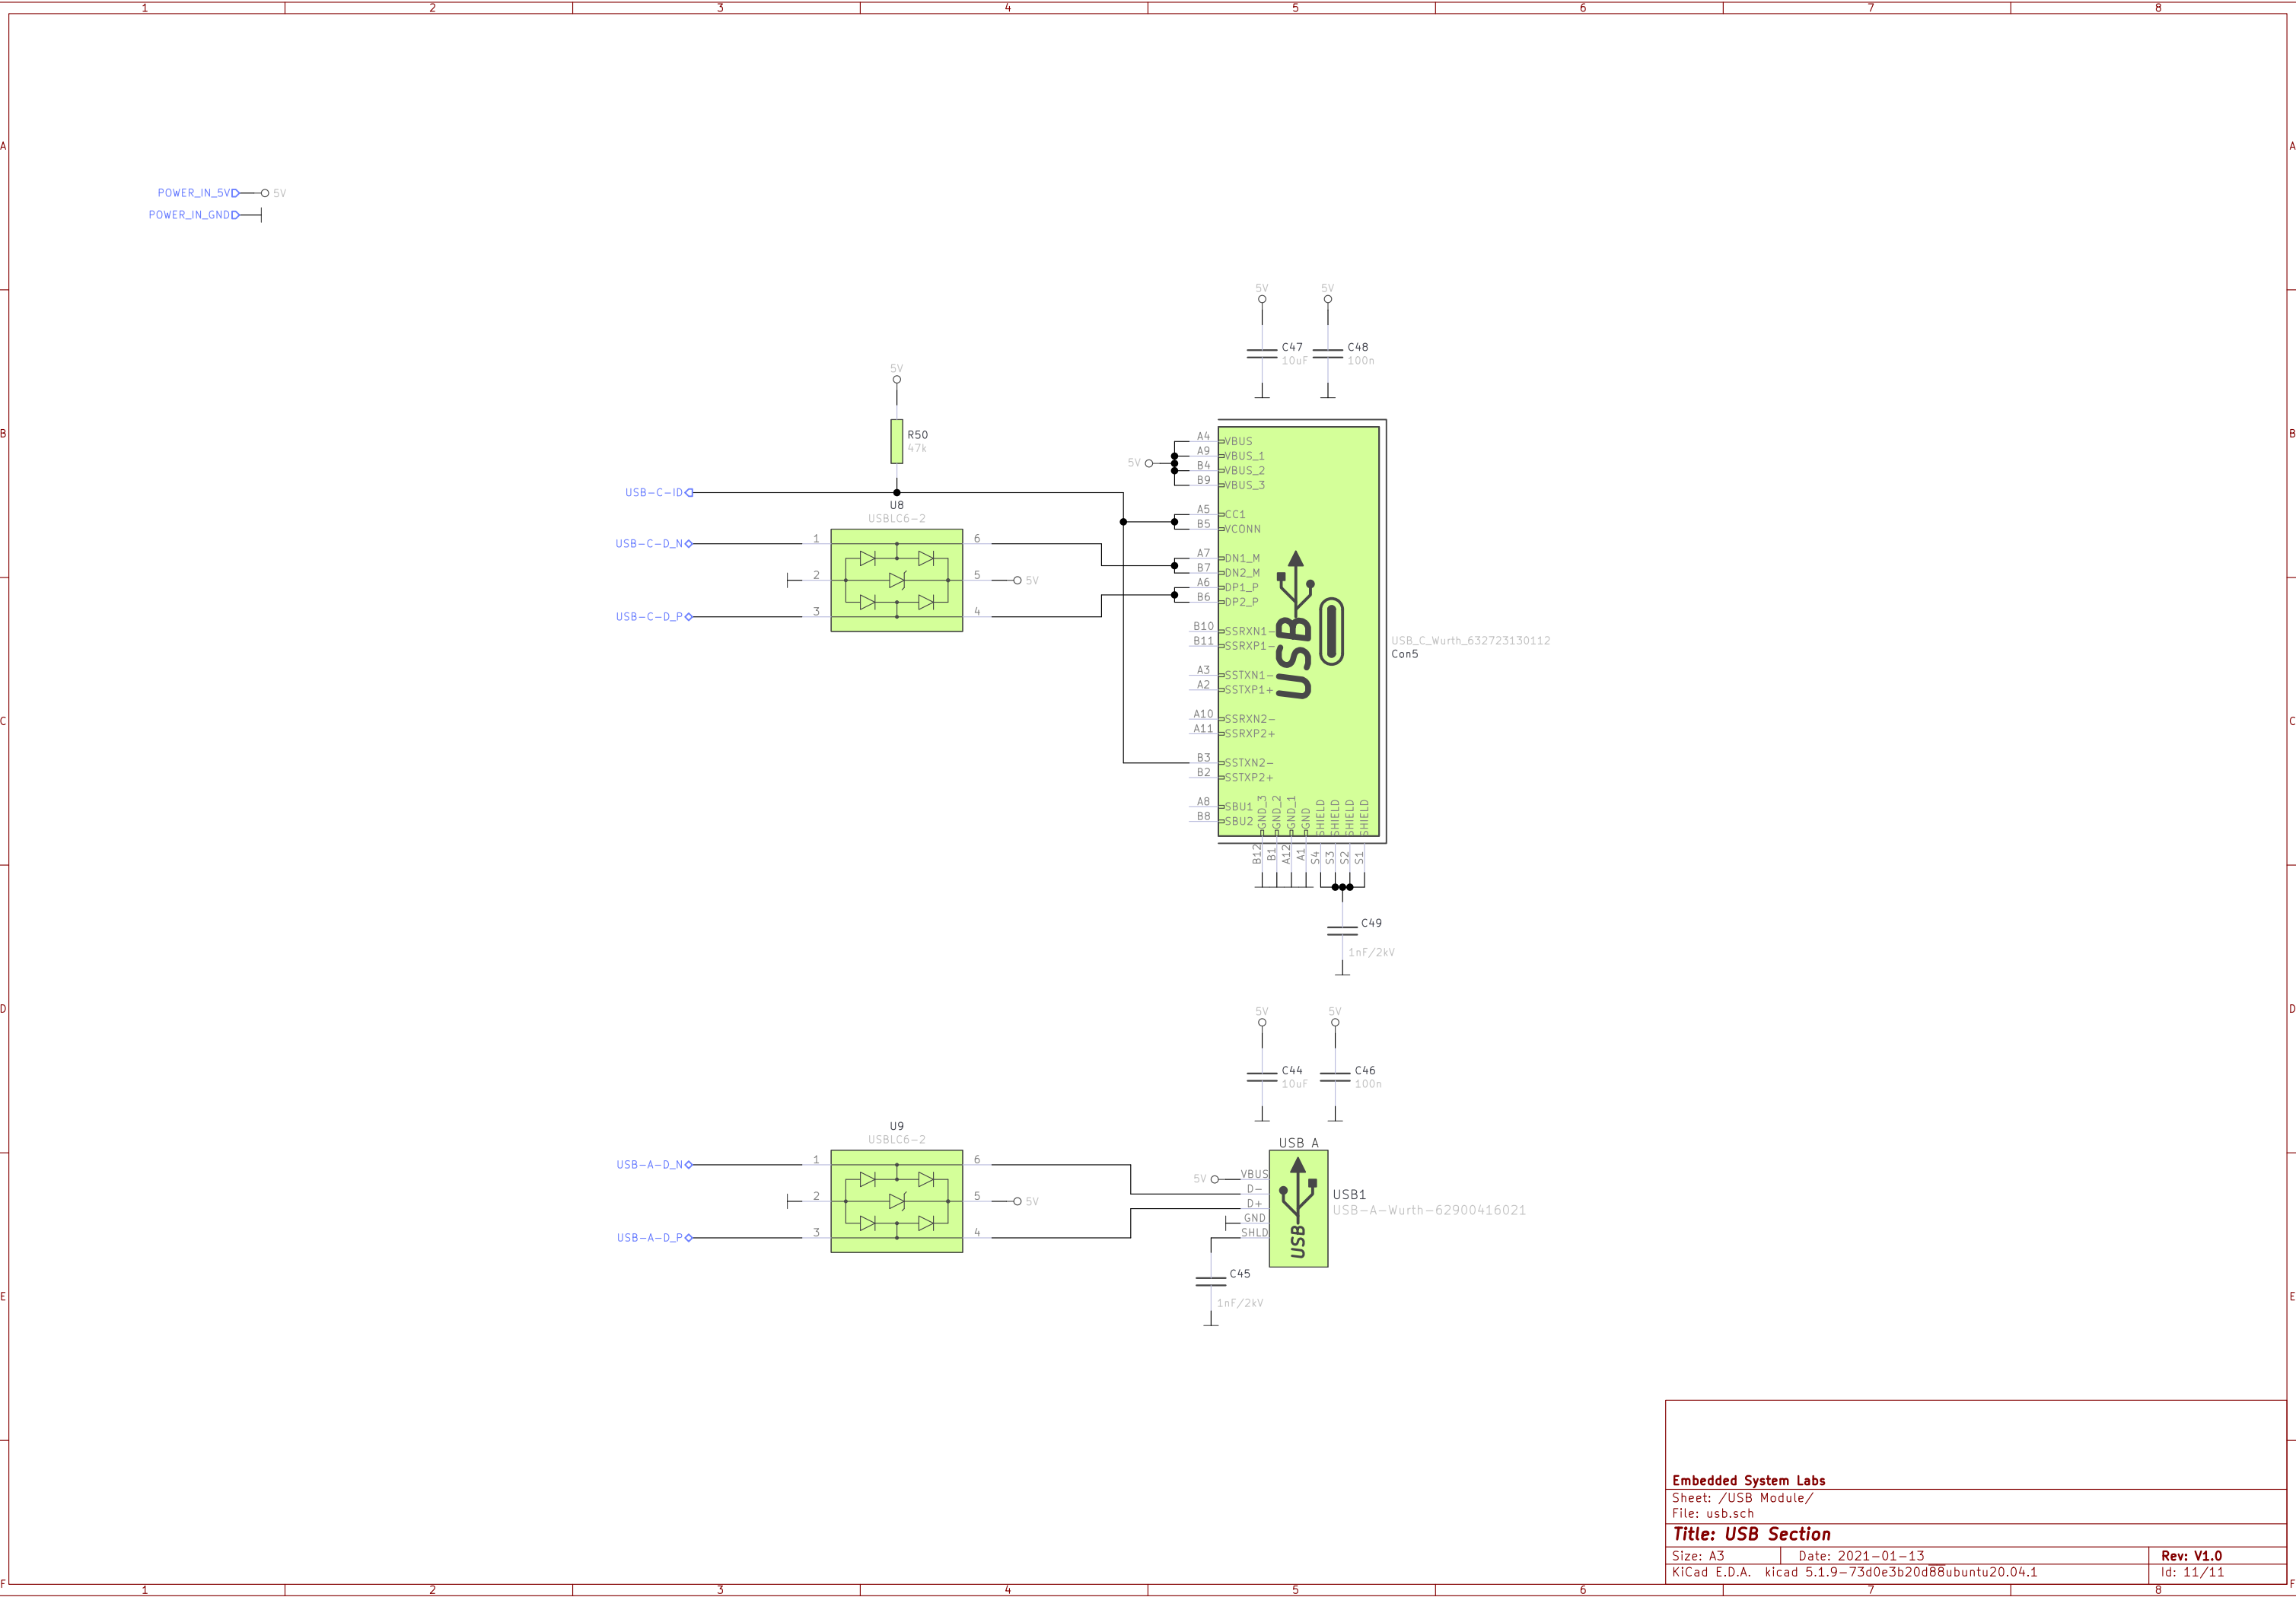 1 2 3 4 5 6 7 8
A A
POWER_IN_5V 5V
POWER_IN_GND
5V 5V
C47 C48
10uF 100n
5V
R50
47k
B B
A4 VBUS
A9 VBUS_1
5V
B4 VBUS_2
B9 VBUS_3
USB-C-ID
U8
USBLC6-2
A5 CC1
B5 VCONN
USB-C-D_N 1 6
A7 DN1_M
B7 DN2_M
2 5 5V
A6 DP1_P
B6 DP2_P
USB-C-D_P 3 4
B10 SSRXN1-
B11 SSRXP1-
USB
USB_C_Wurth_632723130112
Con5
A3 SSTXN1-
A2 SSTXP1+
C C
A10 SSRXN2-
A11 SSRXP2+
B3 SSTXN2-
B2 SSTXP2+
A8 SBU1
B8 SBU2
GND_3 GND_2 GND_1 GND SHIELD SHIELD SHIELD SHIELD
B12 B1 A12 A1 S4 S3 S2 S1
C49
1nF/2kV
D D
5V 5V
C44 C46
10uF 100n
U9
USBLC6-2
USB A
USB-A-D_N 1 6
5V VBUS
D-
USB1
2 5 5V
D+
USB-A-Wurth-62900416021
GND
USB-A-D_P 3 4
SHLD
USB
C45
1nF/2kV
E E
Embedded System Labs
Sheet: /USB Module/
File: usb.sch
Title: USB Section
Size: A3 Date: 2021-01-13 Rev: V1.0
KiCad E.D.A. kicad 5.1.9-73d0e3b20d88ubuntu20.04.1 Id: 11/11
F F
1 2 3 4 5 6 7 8